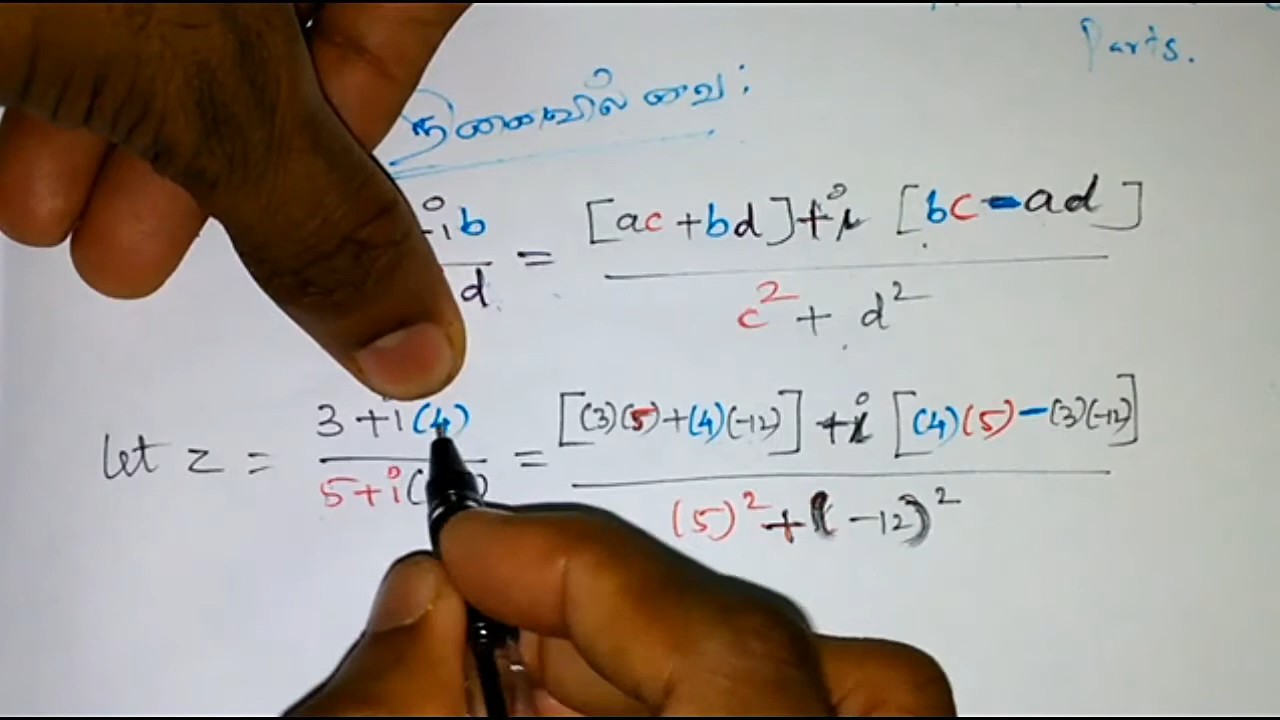 Parts.
நினைவில் வை:
ib / d = [ac + bd] + i [bc - ad] / c² + d²
let z = 3 + i(4) / 5 + i( ) = [(3)(5) + (4)(-12)] + i [(4)(5) - (3)(-12)] / (5)² + (-12)²